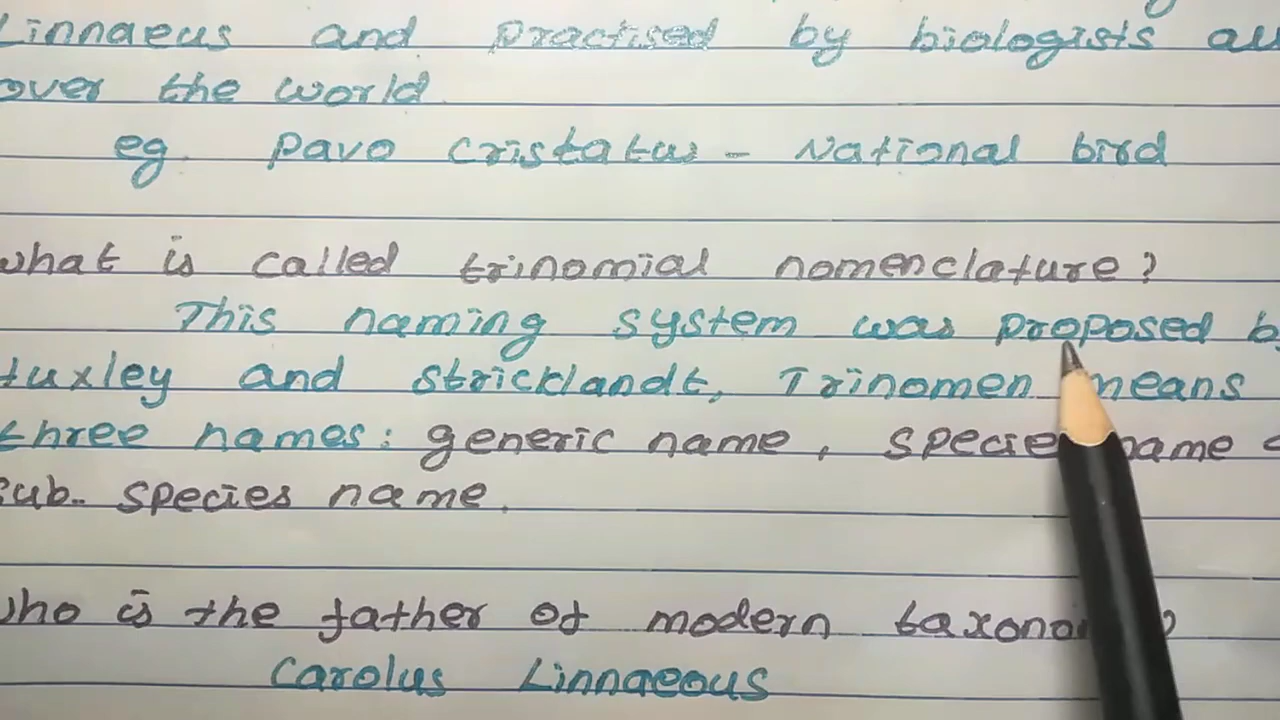 Linnaeus and Practised by biologists all
over the world
eg. Pavo Cristatus - National bird
what is called trinomial nomenclature?
This naming system was proposed by
Huxley and Stricklandt, Trinomen means
three names: generic name, species name
sub-species name.
who is the father of modern taxonomy?
Carolus Linnaeous